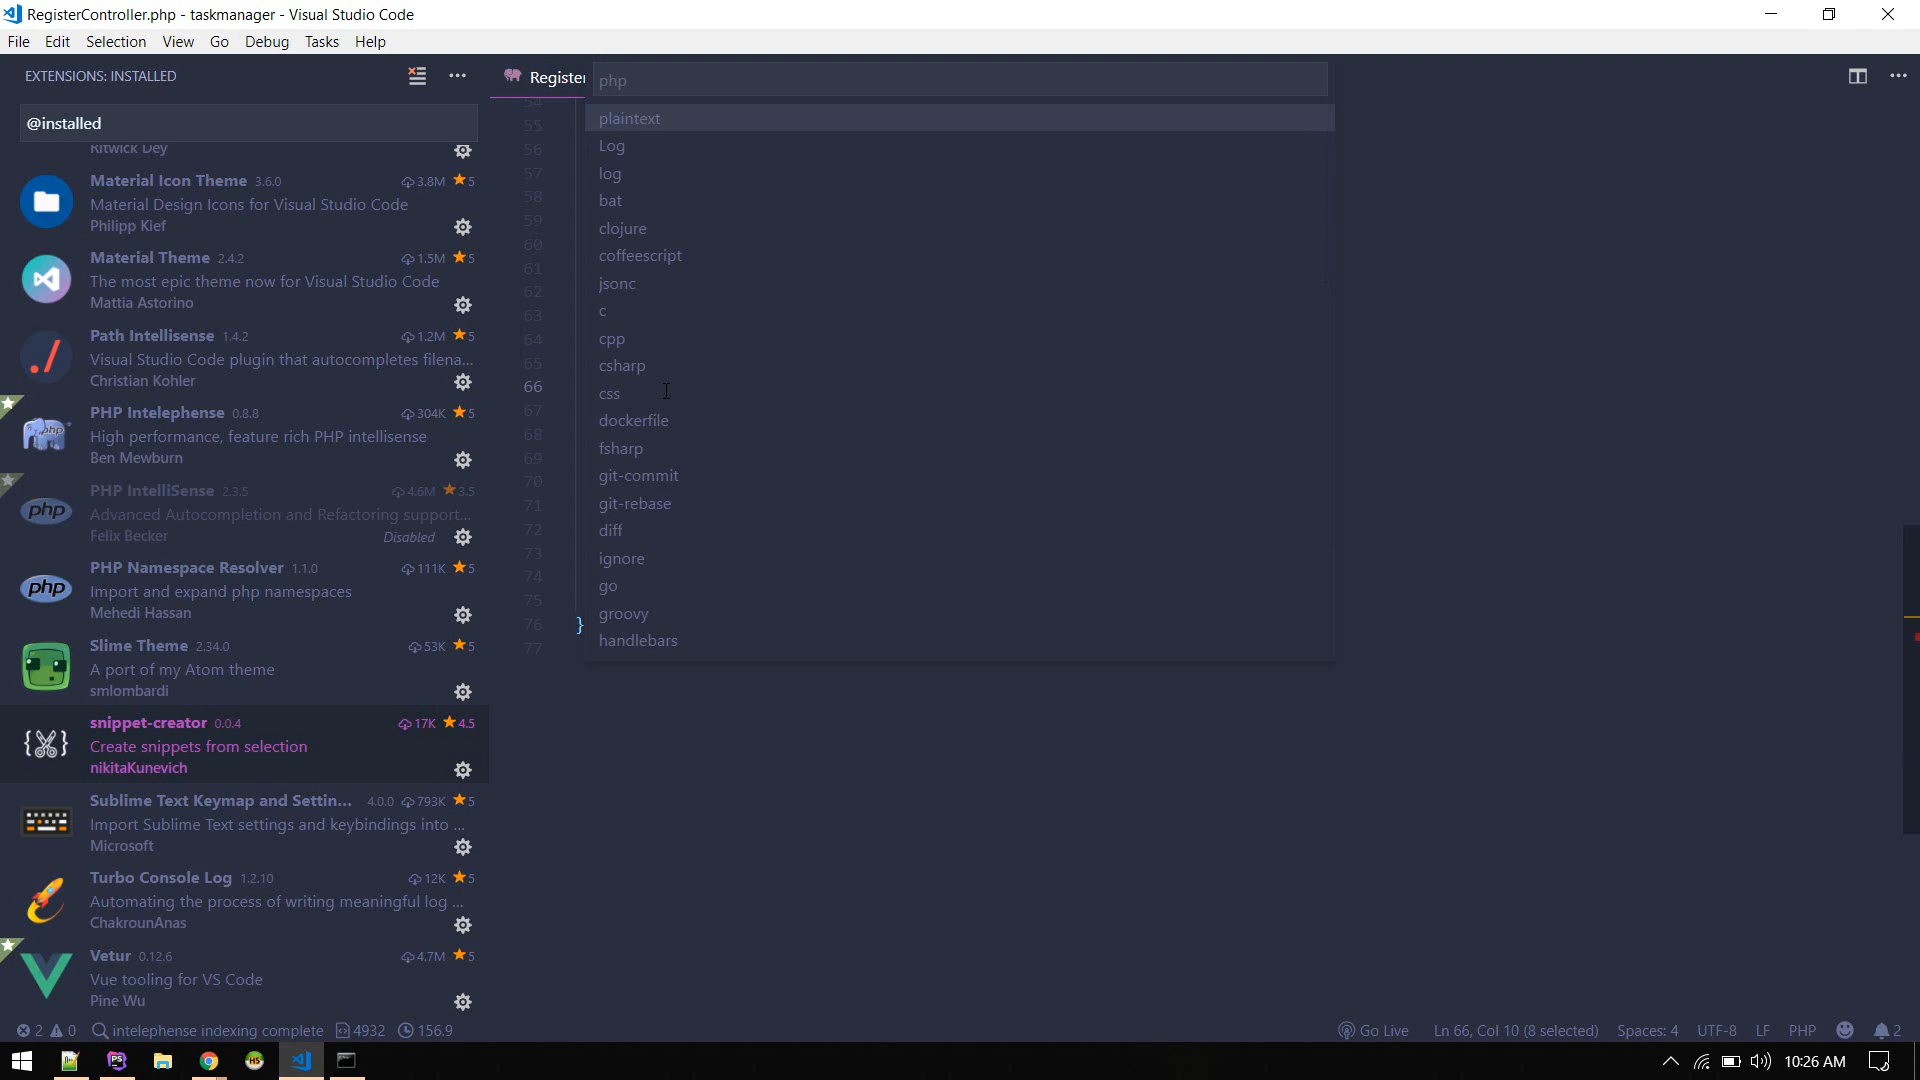 RegisterController.php - taskmanager - Visual Studio Code
File Edit Selection View Go Debug Tasks Help
EXTENSIONS: INSTALLED
@installed
Ritwick Dey
Material Icon Theme 3.6.0 3.8M 5
Material Design Icons for Visual Studio Code
Philipp Kief
Material Theme 2.4.2 1.5M 5
The most epic theme now for Visual Studio Code
Mattia Astorino
Path Intellisense 1.4.2 1.2M 5
Visual Studio Code plugin that autocompletes filena...
Christian Kohler
PHP Intelephense 0.8.8 304K 5
php
High performance, feature rich PHP intellisense
Ben Mewburn
PHP IntelliSense 2.3.5 4.6M 3.5
php
Advanced Autocompletion and Refactoring support...
Felix Becker Disabled
PHP Namespace Resolver 1.1.0 111K 5
php
Import and expand php namespaces
Mehedi Hassan
Slime Theme 2.34.0 53K 5
A port of my Atom theme
smlombardi
snippet-creator 0.0.4 17K 4.5
Create snippets from selection
nikitaKunevich
Sublime Text Keymap and Settin... 4.0.0 793K 5
Import Sublime Text settings and keybindings into ...
Microsoft
Turbo Console Log 1.2.10 12K 5
Automating the process of writing meaningful log ...
ChakrounAnas
Vetur 0.12.6 4.7M 5
Vue tooling for VS Code
Pine Wu
Register
php
plaintext
Log
log
bat
clojure
coffeescript
jsonc
c
cpp
csharp
css
dockerfile
fsharp
git-commit
git-rebase
diff
ignore
go
groovy
handlebars
54
55
56
57
58
59
60
61
62
63
64
65
66
67
68
69
70
71
72
73
74
75
76 }
77
2 0 intelephense indexing complete 4932 156.9
Go Live Ln 66, Col 10 (8 selected) Spaces: 4 UTF-8 LF PHP 2
PS
HS
10:26 AM